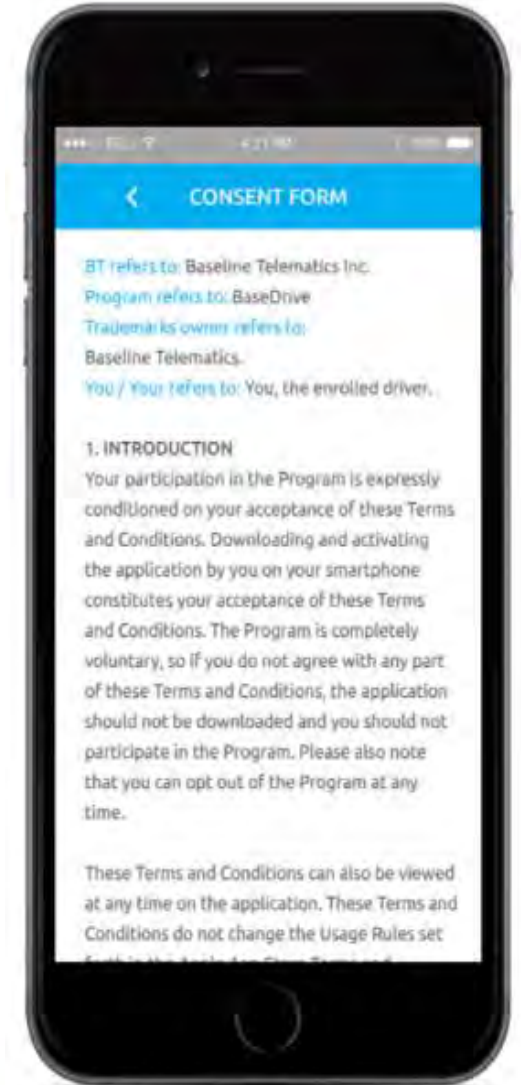 4:21 PM
CONSENT FORM
BT refers to: Baseline Telematics Inc.
Program refers to: BaseDrive
Trademarks owner refers to:
Baseline Telematics.
You / Your refers to: You, the enrolled driver.
1. INTRODUCTION
Your participation in the Program is expressly
conditioned on your acceptance of these Terms
and Conditions. Downloading and activating
the application by you on your smartphone
constitutes your acceptance of these Terms
and Conditions. The Program is completely
voluntary, so if you do not agree with any part
of these Terms and Conditions, the application
should not be downloaded and you should not
participate in the Program. Please also note
that you can opt out of the Program at any
time.
These Terms and Conditions can also be viewed
at any time on the application. These Terms and
Conditions do not change the Usage Rules set